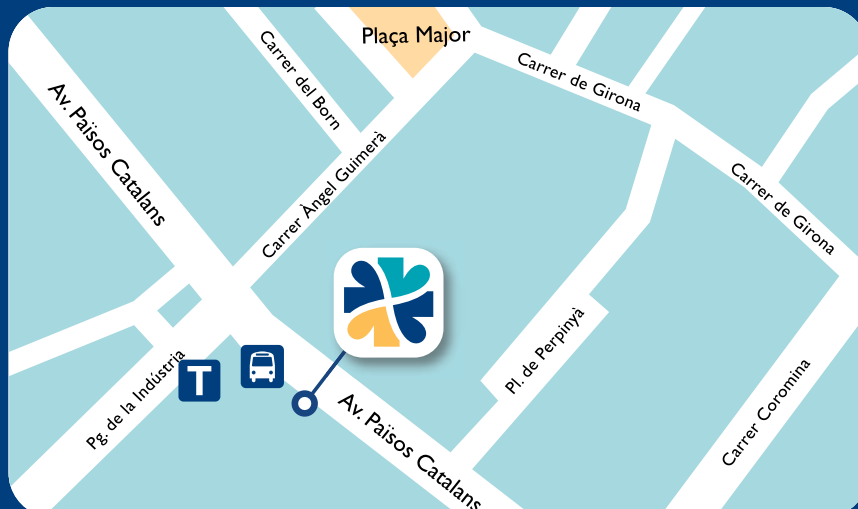 Plaça Major
Carrer del Born
Carrer de Girona
Av. Països Catalans
Carrer Àngel Guimerà
Carrer de Girona
Pl. de Perpinyà
Pg. de la Indústria
T
Av. Països Catalans
Carrer Coromina